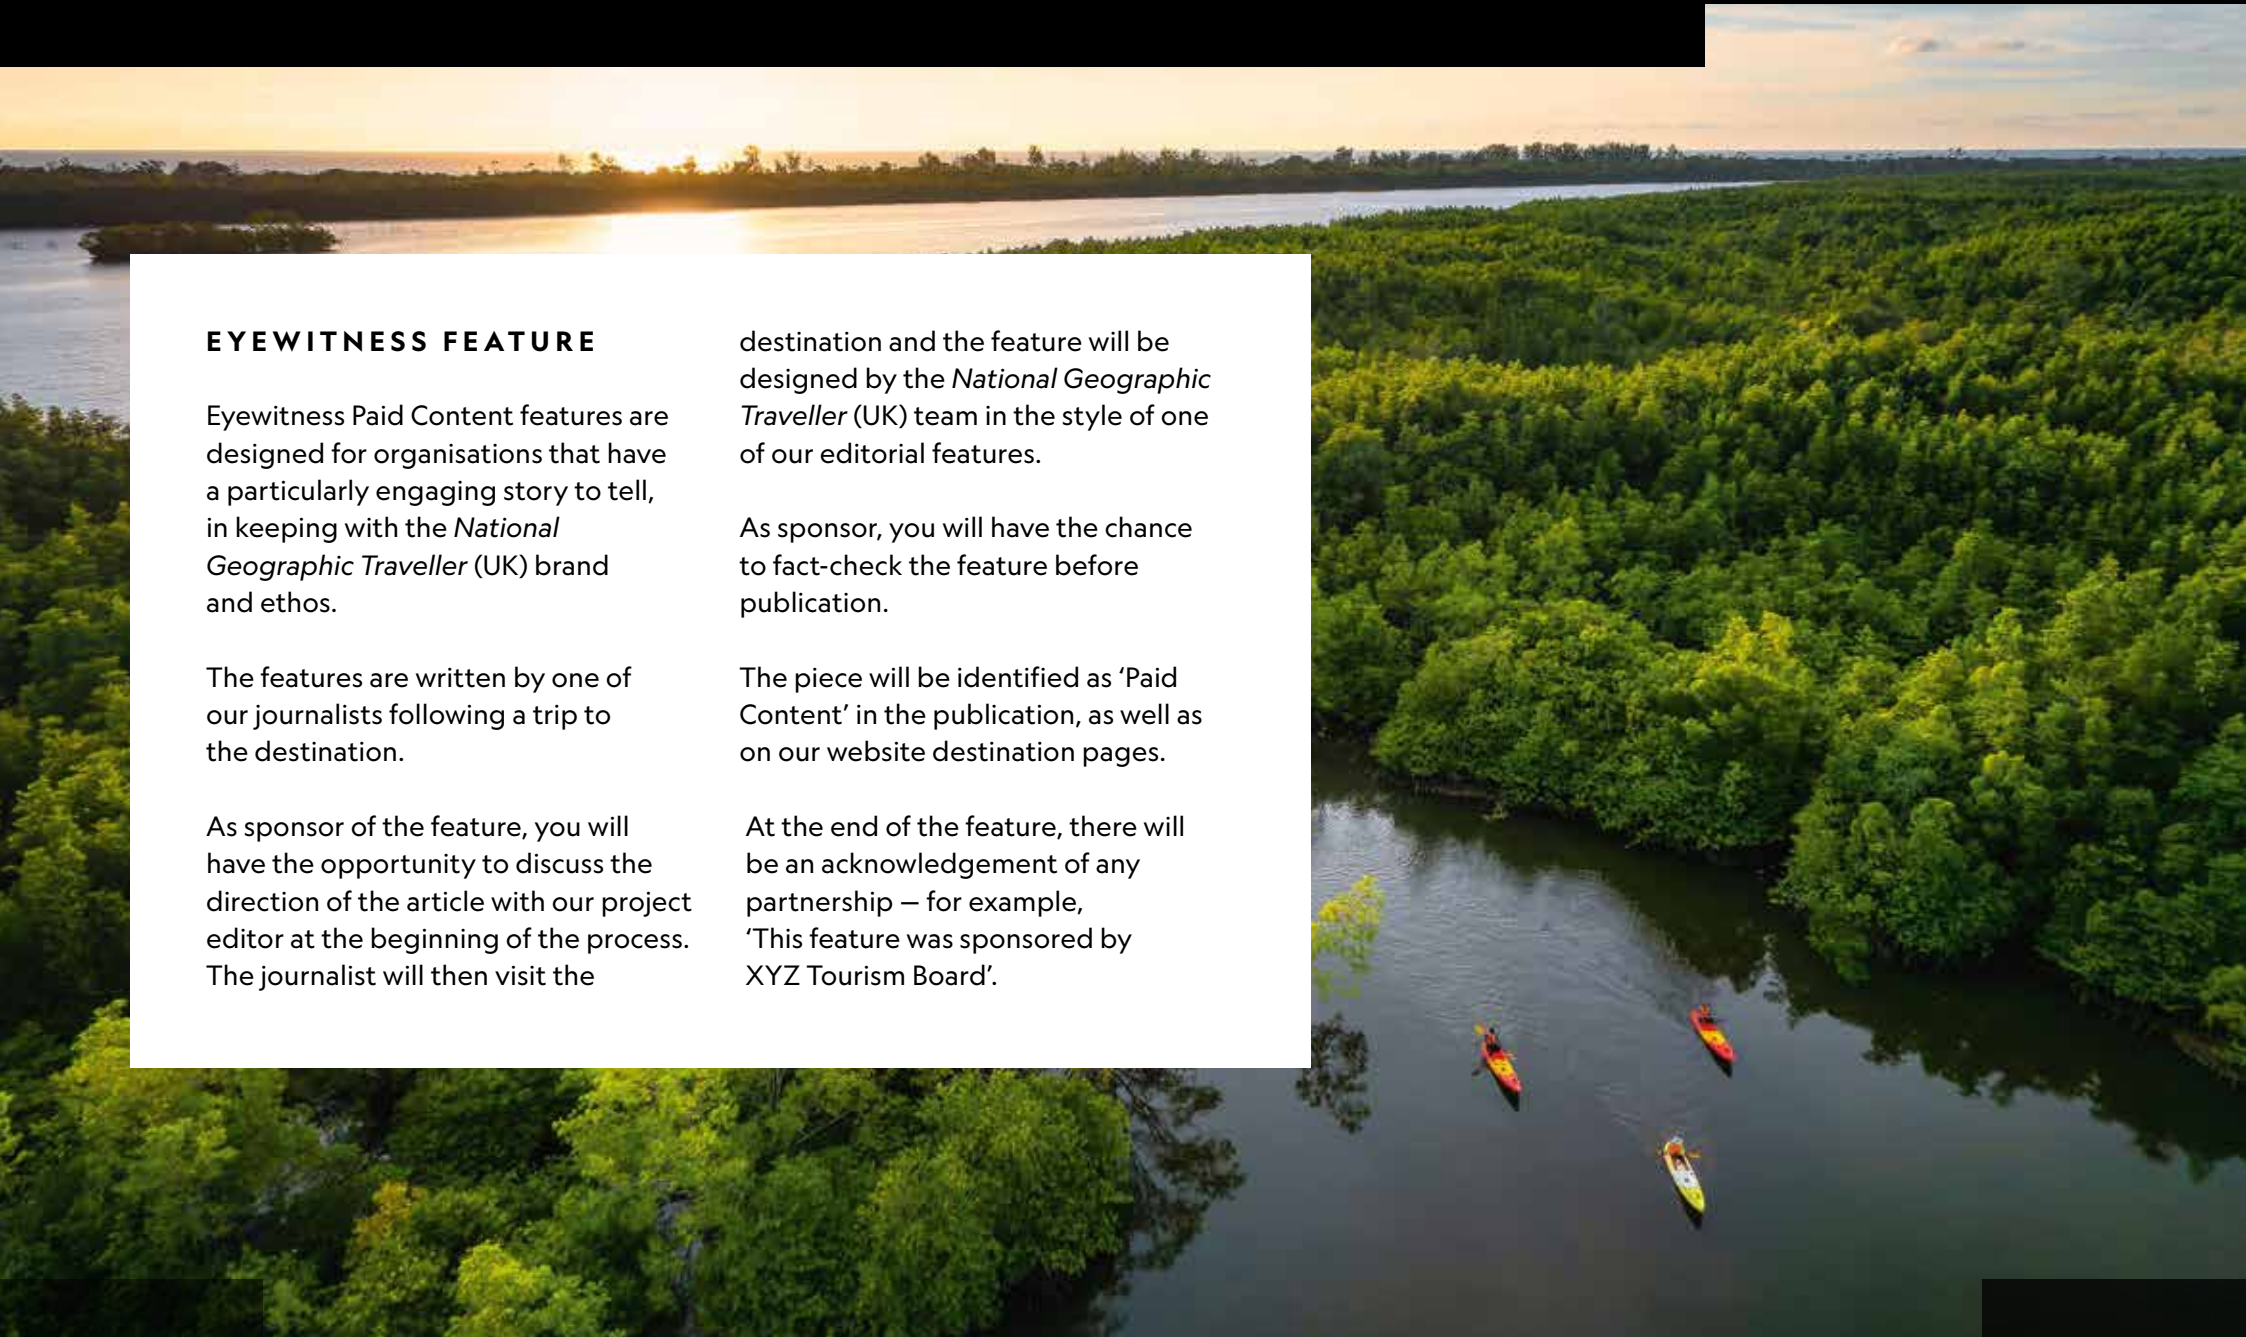 EYEWITNESS FEATURE
Eyewitness Paid Content features are
designed for organisations that have
a particularly engaging story to tell,
in keeping with the National
Geographic Traveller (UK) brand
and ethos.
The features are written by one of
our journalists following a trip to
the destination.
As sponsor of the feature, you will
have the opportunity to discuss the
direction of the article with our project
editor at the beginning of the process.
The journalist will then visit the
destination and the feature will be
designed by the National Geographic
Traveller (UK) team in the style of one
of our editorial features.
As sponsor, you will have the chance
to fact-check the feature before
publication.
The piece will be identified as ‘Paid
Content’ in the publication, as well as
on our website destination pages.
At the end of the feature, there will
be an acknowledgement of any
partnership — for example,
‘This feature was sponsored by
XYZ Tourism Board’.